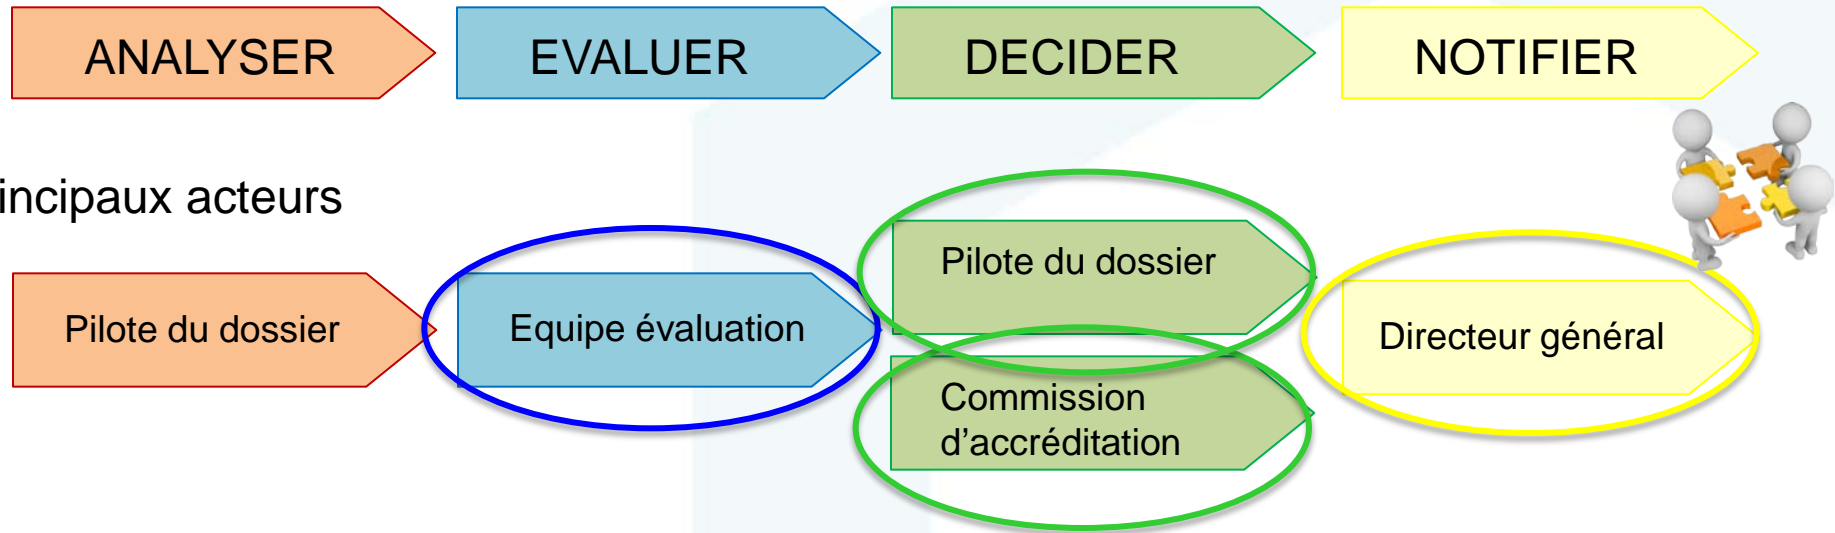 ANALYSER
EVALUER
DECIDER
NOTIFIER
incipaux acteurs
Pilote du dossier
Equipe évaluation
Pilote du dossier
Commission
d'accréditation
Directeur général